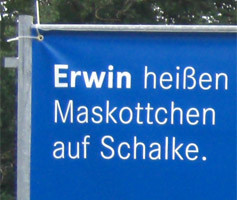 Erwin heißen
Maskottchen
auf Schalke.